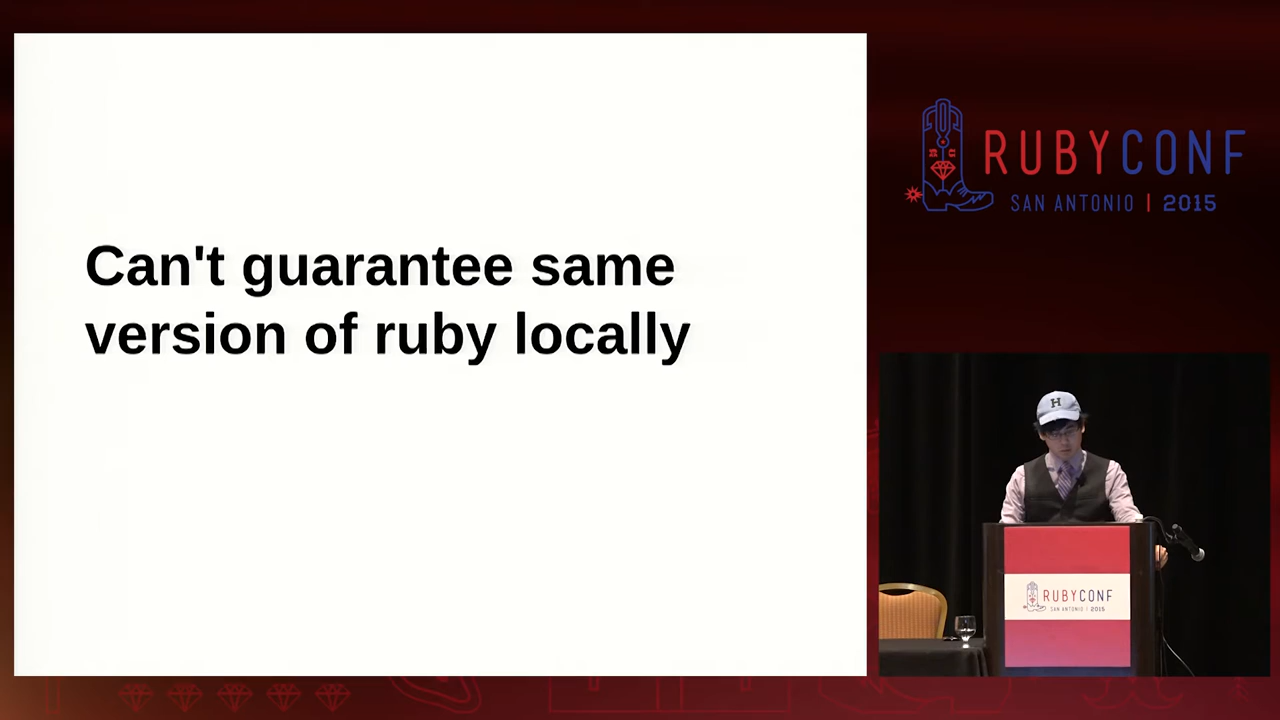 Can't guarantee same
version of ruby locally
RUBYCONF
SAN ANTONIO | 2015
H
RUBYCONF
SAN ANTONIO | 2015